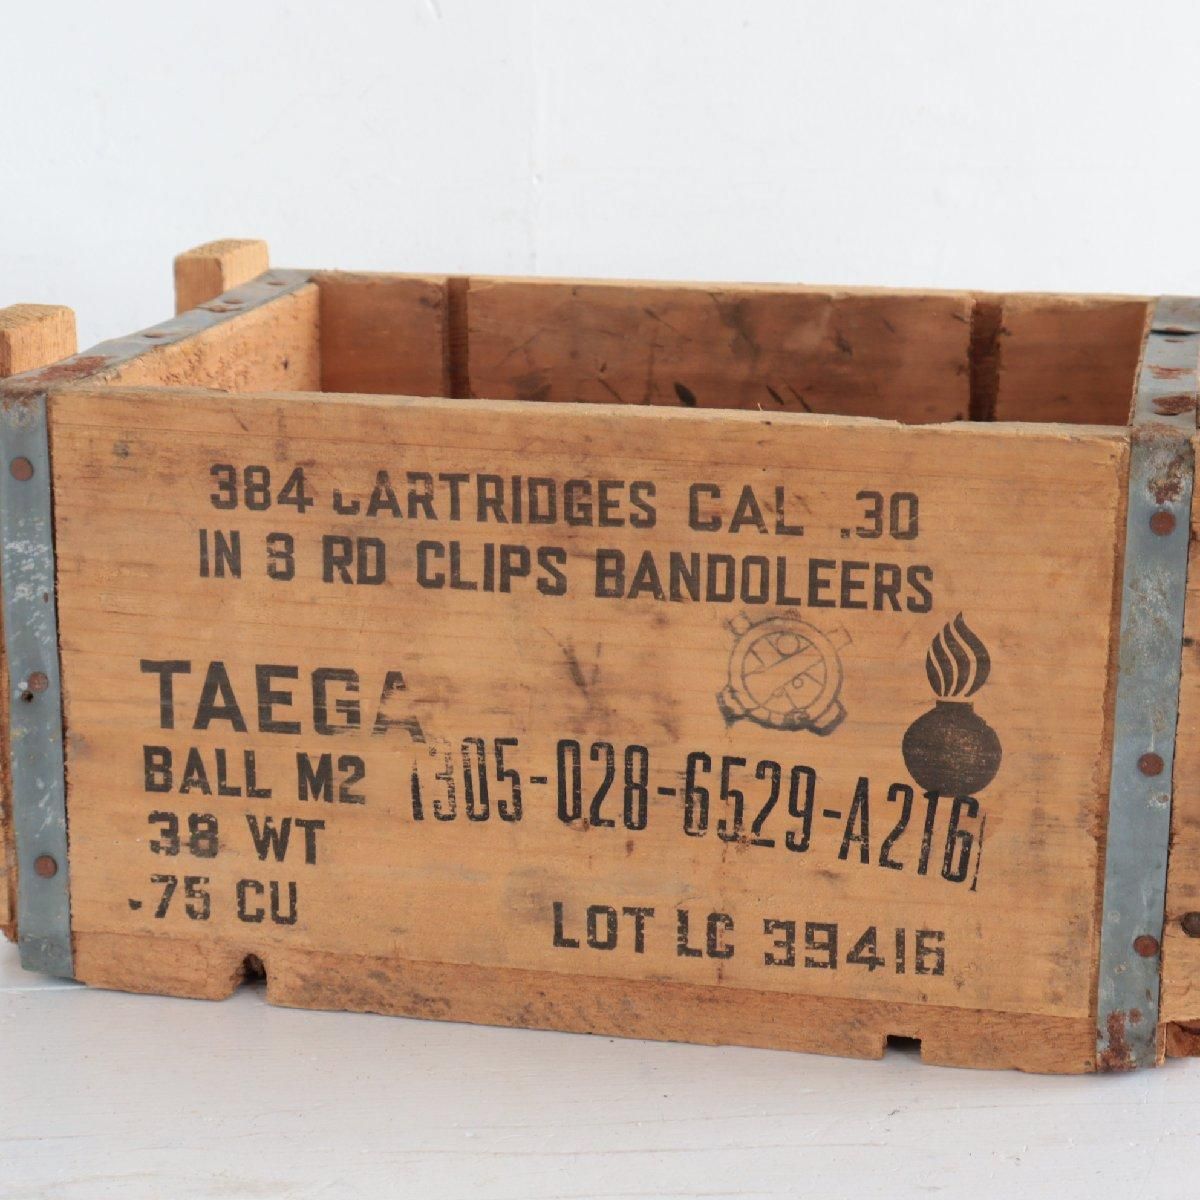 384 CARTRIDGES CAL .30
IN 8 RD CLIPS BANDOLEERS
TAEGA
BALL M2
1305-028-6529-A216
38 WT
.75 CU
LOT LC 39416